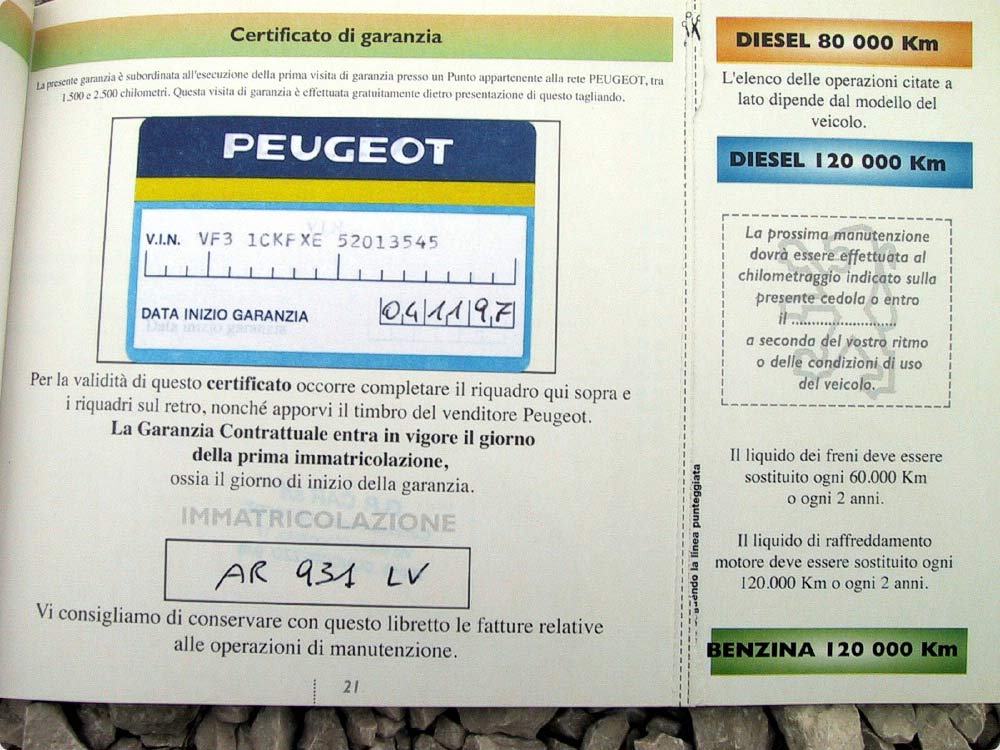 Certificato di garanzia
La presente garanzia è subordinata all'esecuzione della prima visita di garanzia presso un Punto appartenente alla rete PEUGEOT, tra
1.500 e 2.500 chilometri. Questa visita di garanzia è effettuata gratuitamente dietro presentazione di questo tagliando.
PEUGEOT
V.I.N. VF3 1CKFXE 52013545
DATA INIZIO GARANZIA 04 11 97
Per la validità di questo certificato occorre completare il riquadro qui sopra e
i riquadri sul retro, nonché apporvi il timbro del venditore Peugeot.
La Garanzia Contrattuale entra in vigore il giorno
della prima immatricolazione,
ossia il giorno di inizio della garanzia.
IMMATRICOLAZIONE
AR 931 LV
Vi consigliamo di conservare con questo libretto le fatture relative
alle operazioni di manutenzione.
21
DIESEL 80 000 Km
L'elenco delle operazioni citate a
lato dipende dal modello del
veicolo.
DIESEL 120 000 Km
La prossima manutenzione
dovrà essere effettuata al
chilometraggio indicato sulla
presente cedola o entro
il ........................
a seconda del vostro ritmo
o delle condizioni di uso
del veicolo.
Il liquido dei freni deve essere
sostituito ogni 60.000 Km
o ogni 2 anni.
Il liquido di raffreddamento
motore deve essere sostituito ogni
120.000 Km o ogni 2 anni.
BENZINA 120 000 Km
la linea punteggiata